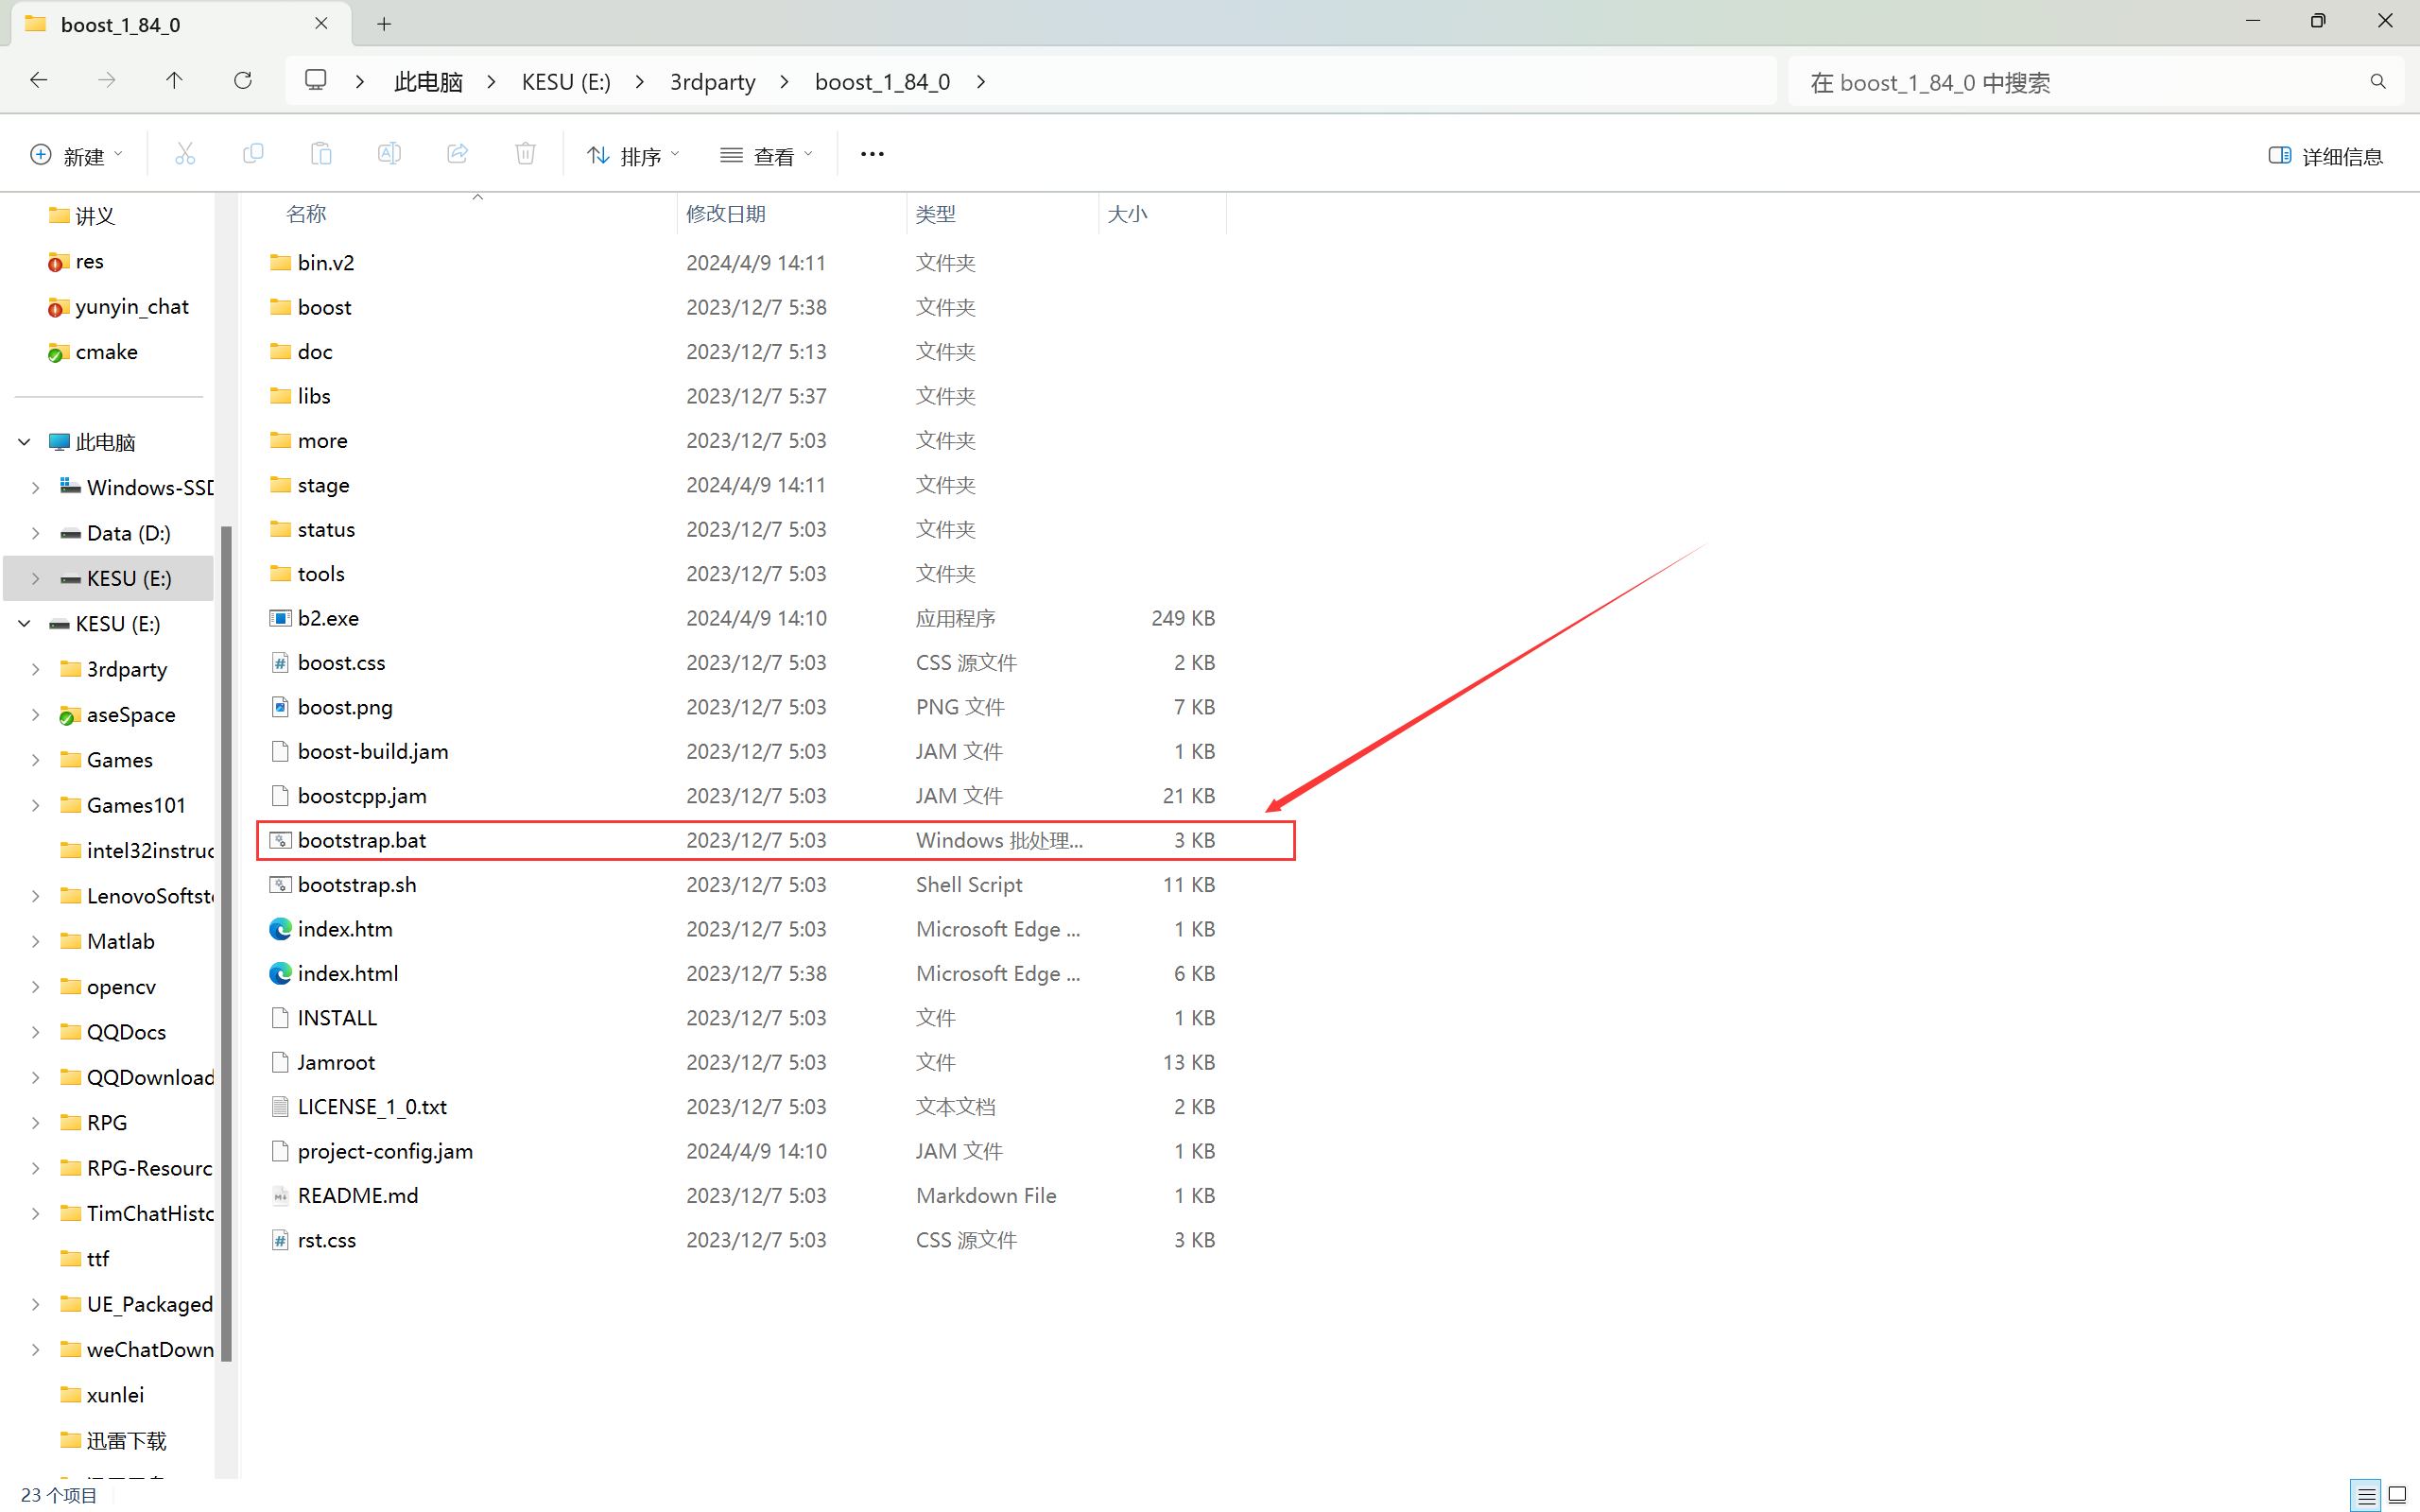 boost_1_84_0
此电脑 KESU (E:) 3rdparty boost_1_84_0
在 boost_1_84_0 中搜索
新建 排序 查看 详细信息
讲义
res
yunyin_chat
cmake
此电脑
Windows-SSD
Data (D:)
KESU (E:)
KESU (E:)
3rdparty
aseSpace
Games
Games101
intel32instruc
LenovoSoftsto
Matlab
opencv
QQDocs
QQDownload
RPG
RPG-Resourc
TimChatHisto
ttf
UE_Packaged
weChatDown
xunlei
迅雷下载
名称 修改日期 类型 大小
bin.v2 2024/4/9 14:11 文件夹
boost 2023/12/7 5:38 文件夹
doc 2023/12/7 5:13 文件夹
libs 2023/12/7 5:37 文件夹
more 2023/12/7 5:03 文件夹
stage 2024/4/9 14:11 文件夹
status 2023/12/7 5:03 文件夹
tools 2023/12/7 5:03 文件夹
b2.exe 2024/4/9 14:10 应用程序 249 KB
boost.css 2023/12/7 5:03 CSS 源文件 2 KB
boost.png 2023/12/7 5:03 PNG 文件 7 KB
boost-build.jam 2023/12/7 5:03 JAM 文件 1 KB
boostcpp.jam 2023/12/7 5:03 JAM 文件 21 KB
bootstrap.bat 2023/12/7 5:03 Windows 批处理... 3 KB
bootstrap.sh 2023/12/7 5:03 Shell Script 11 KB
index.htm 2023/12/7 5:03 Microsoft Edge ... 1 KB
index.html 2023/12/7 5:38 Microsoft Edge ... 6 KB
INSTALL 2023/12/7 5:03 文件 1 KB
Jamroot 2023/12/7 5:03 文件 13 KB
LICENSE_1_0.txt 2023/12/7 5:03 文本文档 2 KB
project-config.jam 2024/4/9 14:10 JAM 文件 1 KB
README.md 2023/12/7 5:03 Markdown File 1 KB
rst.css 2023/12/7 5:03 CSS 源文件 3 KB
23 个项目